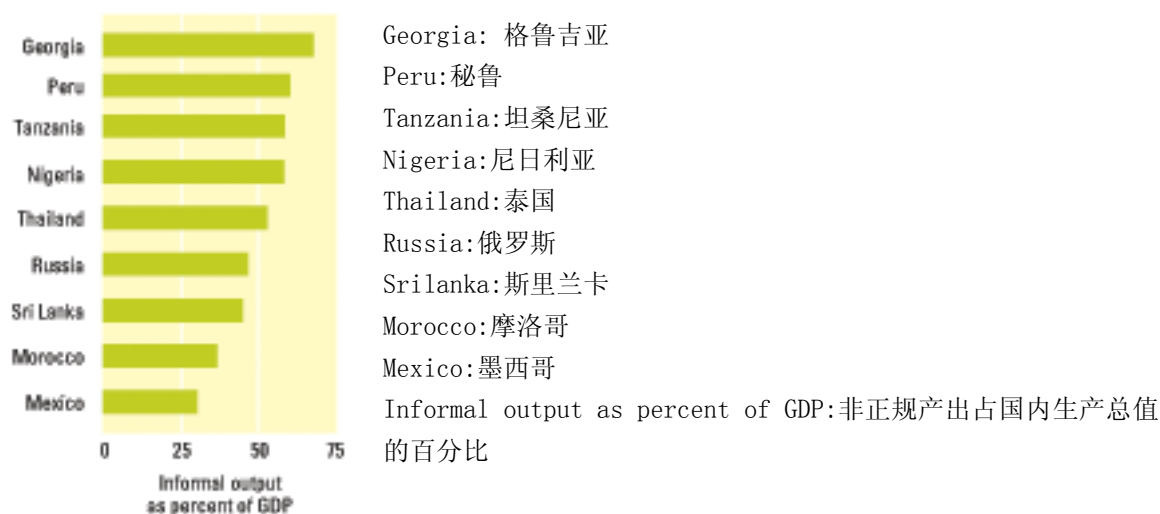 Georgia
Peru
Tanzania
Nigeria
Thailand
Russia
Sri Lanka
Morocco
Mexico
0 25 50 75
Informal output
as percent of GDP
Georgia: 格鲁吉亚
Peru:秘鲁
Tanzania:坦桑尼亚
Nigeria:尼日利亚
Thailand:泰国
Russia:俄罗斯
Srilanka:斯里兰卡
Morocco:摩洛哥
Mexico:墨西哥
Informal output as percent of GDP:非正规产出占国内生产总值
的百分比